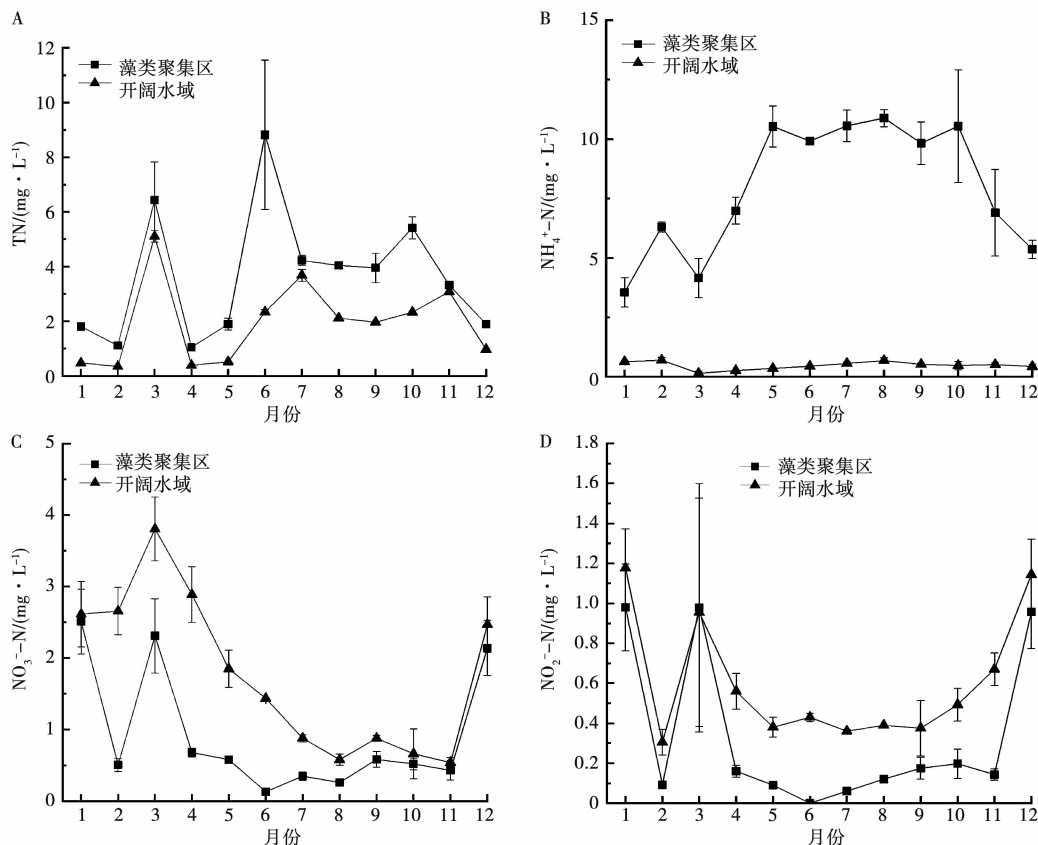 A
TN/(mg·L⁻¹)
12
10
8
6
4
2
0
藻类聚集区
开阔水域
1 2 3 4 5 6 7 8 9 10 11 12
月份
B
NH₄⁺-N/(mg·L⁻¹)
15
10
5
0
藻类聚集区
开阔水域
1 2 3 4 5 6 7 8 9 10 11 12
月份
C
NO₃⁻-N/(mg·L⁻¹)
5
4
3
2
1
0
藻类聚集区
开阔水域
1 2 3 4 5 6 7 8 9 10 11 12
月份
D
NO₂⁻-N/(mg·L⁻¹)
1.8
1.6
1.4
1.2
1.0
0.8
0.6
0.4
0.2
0
藻类聚集区
开阔水域
1 2 3 4 5 6 7 8 9 10 11 12
月份